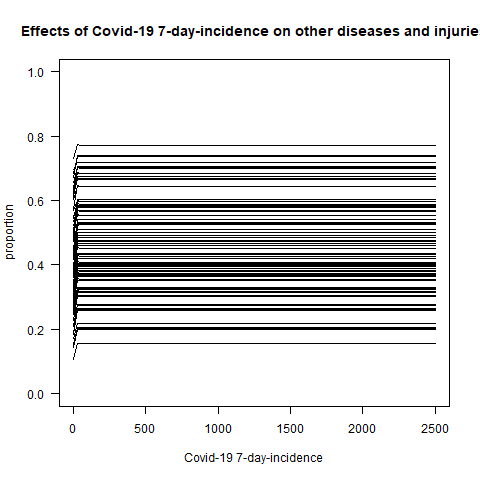 Effects of Covid-19 7-day-incidence on other diseases and injurie
1.0
0.8
0.6
0.4
0.2
0.0
proportion
0 500 1000 1500 2000 2500
Covid-19 7-day-incidence